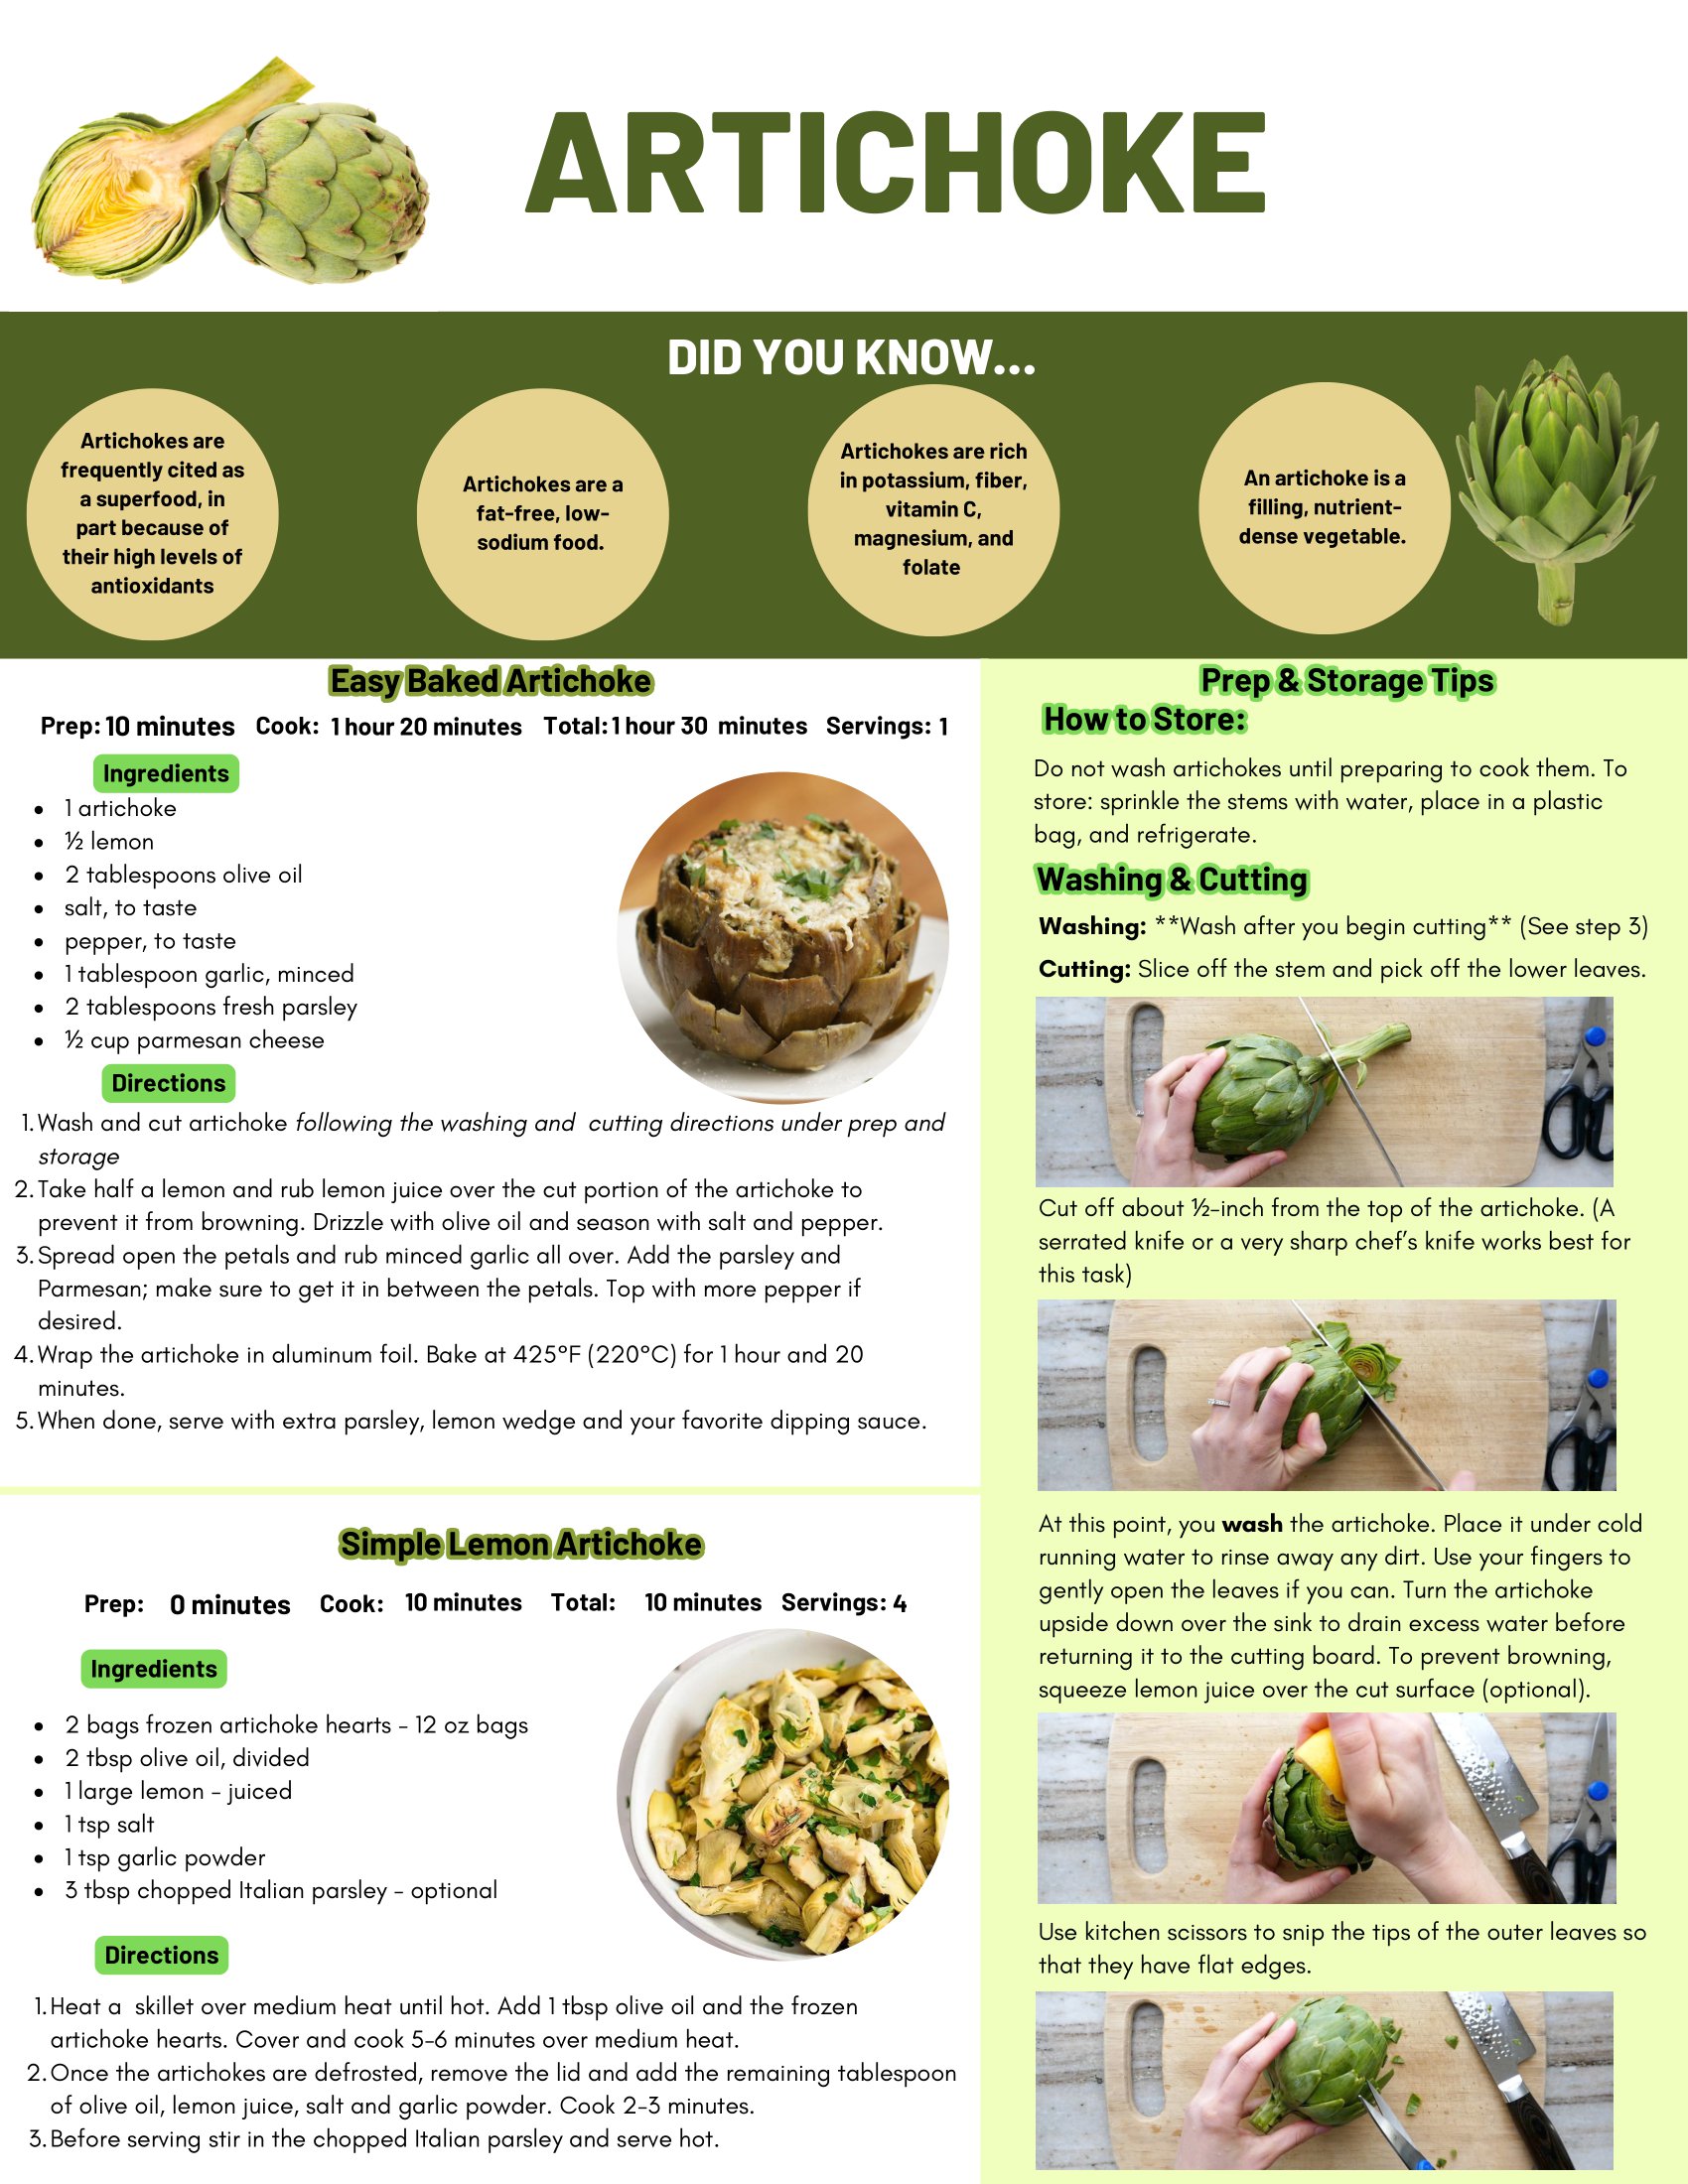 ARTICHOKE
DID YOU KNOW...
Artichokes are
frequently cited as
a superfood, in
part because of
their high levels of
antioxidants
Artichokes are a
fat-free, low-
sodium food.
Artichokes are rich
in potassium, fiber,
vitamin C,
magnesium, and
folate
An artichoke is a
filling, nutrient-
dense vegetable.
Easy Baked Artichoke
Prep: 10 minutes Cook: 1 hour 20 minutes Total: 1 hour 30 minutes Servings: 1
Ingredients
• 1 artichoke
• ½ lemon
• 2 tablespoons olive oil
• salt, to taste
• pepper, to taste
• 1 tablespoon garlic, minced
• 2 tablespoons fresh parsley
• ½ cup parmesan cheese
Directions
1. Wash and cut artichoke following the washing and cutting directions under prep and
storage
2. Take half a lemon and rub lemon juice over the cut portion of the artichoke to
prevent it from browning. Drizzle with olive oil and season with salt and pepper.
3. Spread open the petals and rub minced garlic all over. Add the parsley and
Parmesan; make sure to get it in between the petals. Top with more pepper if
desired.
4. Wrap the artichoke in aluminum foil. Bake at 425°F (220°C) for 1 hour and 20
minutes.
5. When done, serve with extra parsley, lemon wedge and your favorite dipping sauce.
Simple Lemon Artichoke
Prep: 0 minutes Cook: 10 minutes Total: 10 minutes Servings: 4
Ingredients
• 2 bags frozen artichoke hearts - 12 oz bags
• 2 tbsp olive oil, divided
• 1 large lemon - juiced
• 1 tsp salt
• 1 tsp garlic powder
• 3 tbsp chopped Italian parsley - optional
Directions
1. Heat a skillet over medium heat until hot. Add 1 tbsp olive oil and the frozen
artichoke hearts. Cover and cook 5-6 minutes over medium heat.
2. Once the artichokes are defrosted, remove the lid and add the remaining tablespoon
of olive oil, lemon juice, salt and garlic powder. Cook 2-3 minutes.
3. Before serving stir in the chopped Italian parsley and serve hot.
Prep & Storage Tips
How to Store:
Do not wash artichokes until preparing to cook them. To
store: sprinkle the stems with water, place in a plastic
bag, and refrigerate.
Washing & Cutting
Washing: **Wash after you begin cutting** (See step 3)
Cutting: Slice off the stem and pick off the lower leaves.
Cut off about ½-inch from the top of the artichoke. (A
serrated knife or a very sharp chef's knife works best for
this task)
At this point, you wash the artichoke. Place it under cold
running water to rinse away any dirt. Use your fingers to
gently open the leaves if you can. Turn the artichoke
upside down over the sink to drain excess water before
returning it to the cutting board. To prevent browning,
squeeze lemon juice over the cut surface (optional).
Use kitchen scissors to snip the tips of the outer leaves so
that they have flat edges.